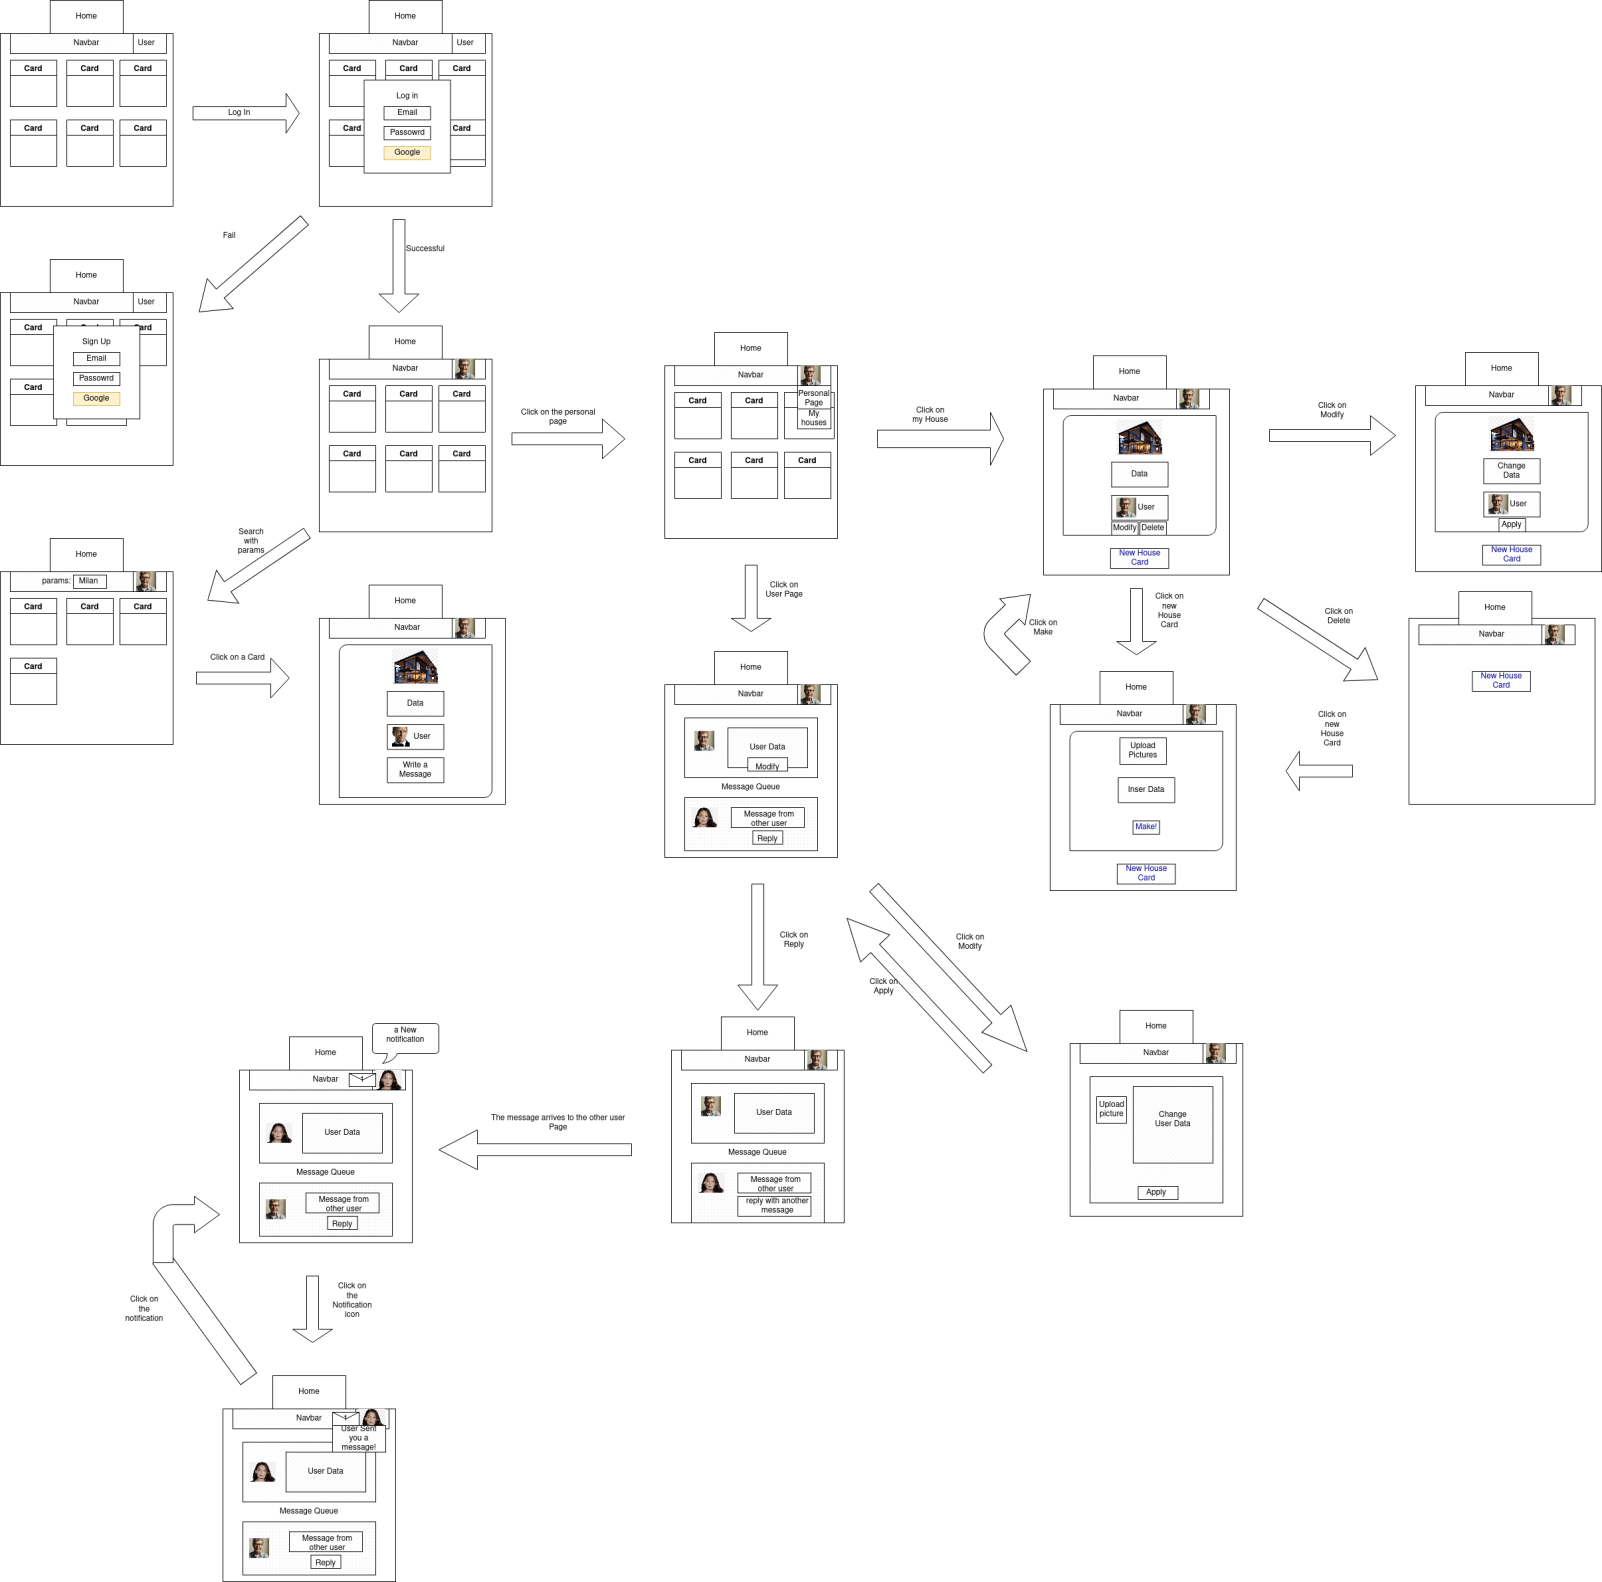 Home
Navbar
User
Card
Card
Card
Card
Card
Card
Log In
Home
Navbar
User
Card
Card
Card
Card
Card
Log in
Email
Passowrd
Google
Fail
Successful
Home
Navbar
User
Card
Card
Sign Up
Email
Passowrd
Google
Home
Navbar
Card
Card
Card
Card
Card
Card
Click on the personal
page
Home
Navbar
Personal
Page
My
houses
Card
Card
Card
Card
Card
Click on
my House
Home
Navbar
Data
User
Modify
Delete
New House
Card
Click on
Modify
Home
Navbar
Change
Data
User
Apply
New House
Card
Search
with
params
Home
params:
Milan
Card
Card
Card
Card
Click on a Card
Home
Navbar
Data
User
Write a
Message
Click on
User Page
Home
Navbar
User Data
Modify
Message Queue
Message from
other user
Reply
Click on
Make
Click on
new
House
Card
Click on
Delete
Home
Navbar
New House
Card
Click on
new
House
Card
Home
Navbar
Upload
Pictures
Inser Data
Make!
New House
Card
Click on
Reply
Click on
Modify
Click on
Apply
Home
Navbar
Upload
picture
Change
User Data
Apply
Home
Navbar
User Data
Message Queue
Message from
other user
reply with another
message
The message arrives to the other user
Page
a New
notification
Home
Navbar
User Data
Message Queue
Message from
other user
Reply
Click on
the
Notification
icon
Click on
the
notification
Home
Navbar
User Sent
you a
message!
User Data
Message Queue
Message from
other user
Reply